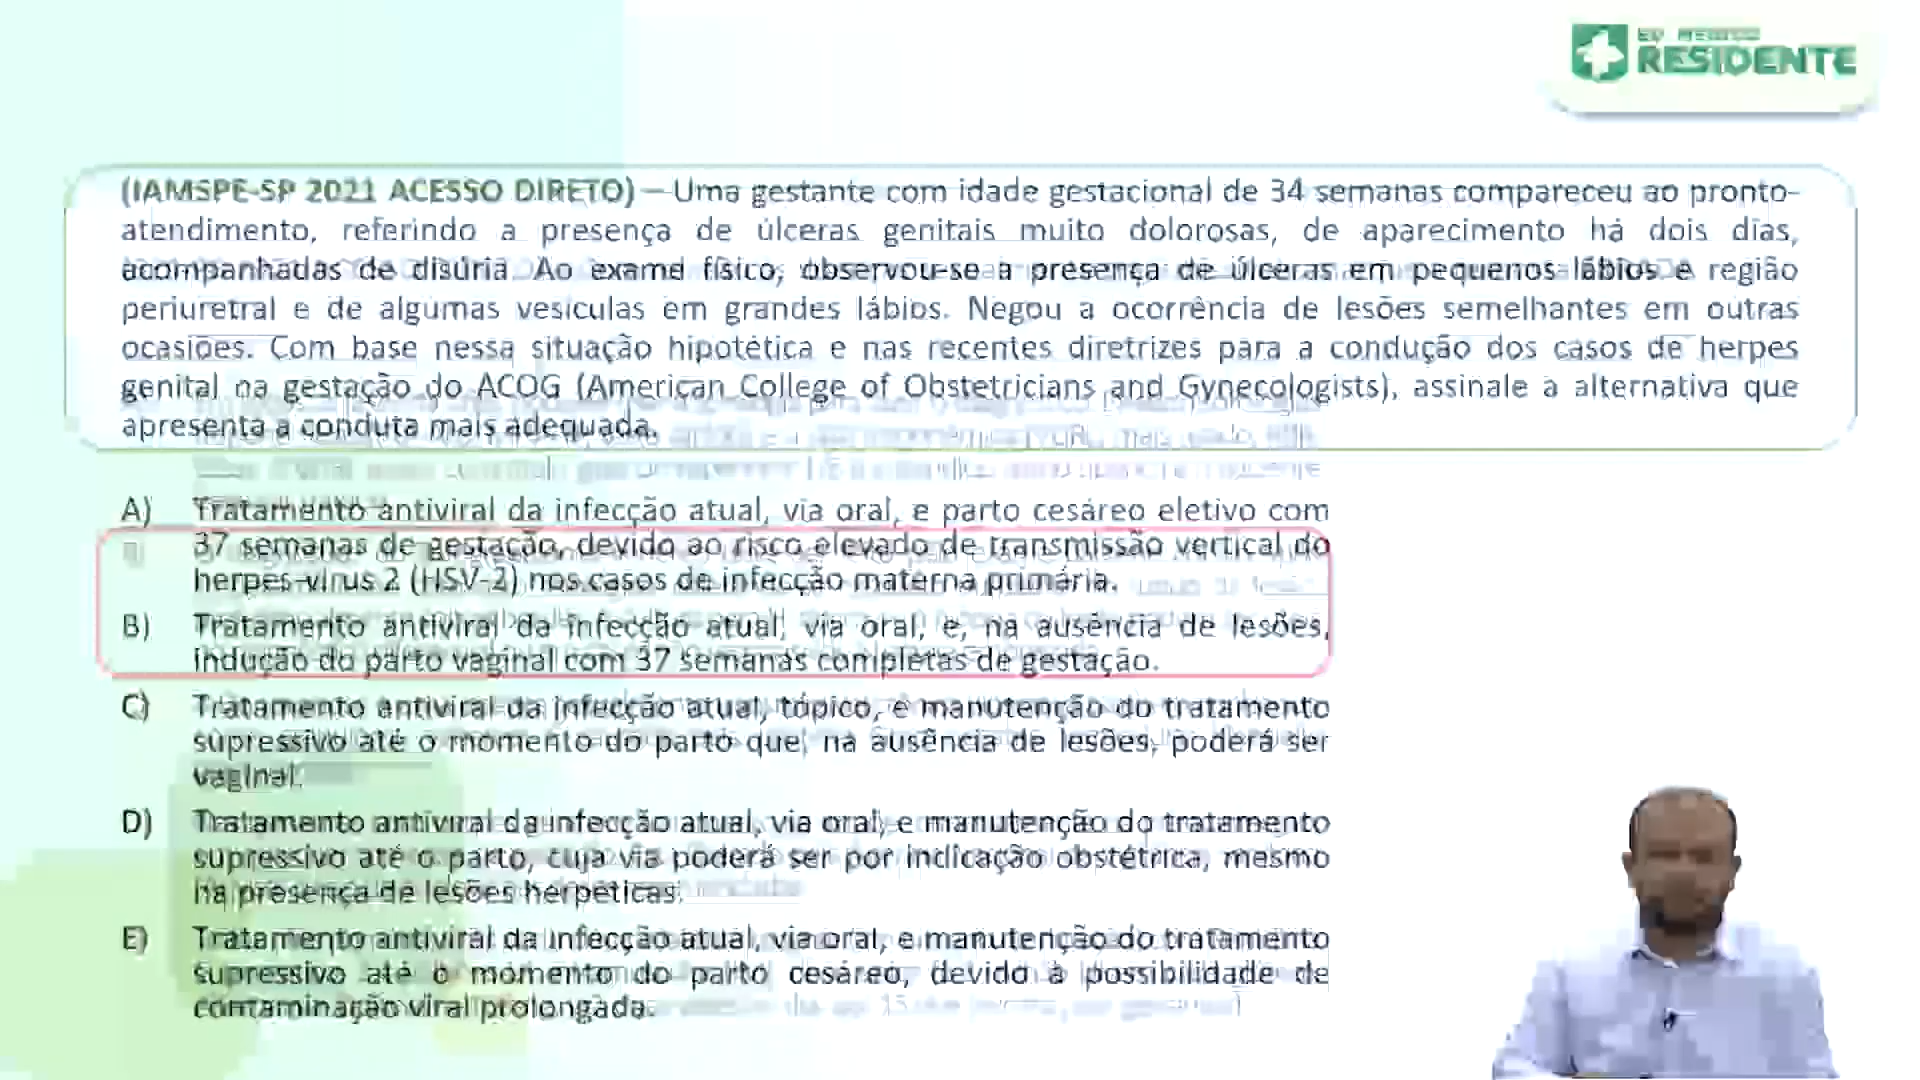 EU MÉDICO
RESIDENTE
(IAMSPE-SP 2021 ACESSO DIRETO) — Uma gestante com idade gestacional de 34 semanas compareceu ao pronto-
atendimento, referindo a presença de úlceras genitais muito dolorosas, de aparecimento há dois dias,
acompanhadas de disúria. Ao exame físico, observou-se a presença de úlceras em pequenos lábios e região
periuretral e de algumas vesículas em grandes lábios. Negou a ocorrência de lesões semelhantes em outras
ocasiões. Com base nessa situação hipotética e nas recentes diretrizes para a condução dos casos de herpes
genital na gestação do ACOG (American College of Obstetricians and Gynecologists), assinale a alternativa que
apresenta a conduta mais adequada.
A) Tratamento antiviral da infecção atual, via oral, e parto cesáreo eletivo com
37 semanas de gestação, devido ao risco elevado de transmissão vertical do
herpes-vírus 2 (HSV-2) nos casos de infecção materna primária.
B) Tratamento antiviral da infecção atual, via oral, e, na ausência de lesões,
indução do parto vaginal com 37 semanas completas de gestação.
C) Tratamento antiviral da infecção atual, tópico, e manutenção do tratamento
supressivo até o momento do parto que, na ausência de lesões, poderá ser
vaginal.
D) Tratamento antiviral da infecção atual, via oral, e manutenção do tratamento
supressivo até o parto, cuja via poderá ser por indicação obstétrica, mesmo
na presença de lesões herpéticas.
E) Tratamento antiviral da infecção atual, via oral, e manutenção do tratamento
supressivo até o momento do parto cesáreo, devido à possibilidade de
contaminação viral prolongada.